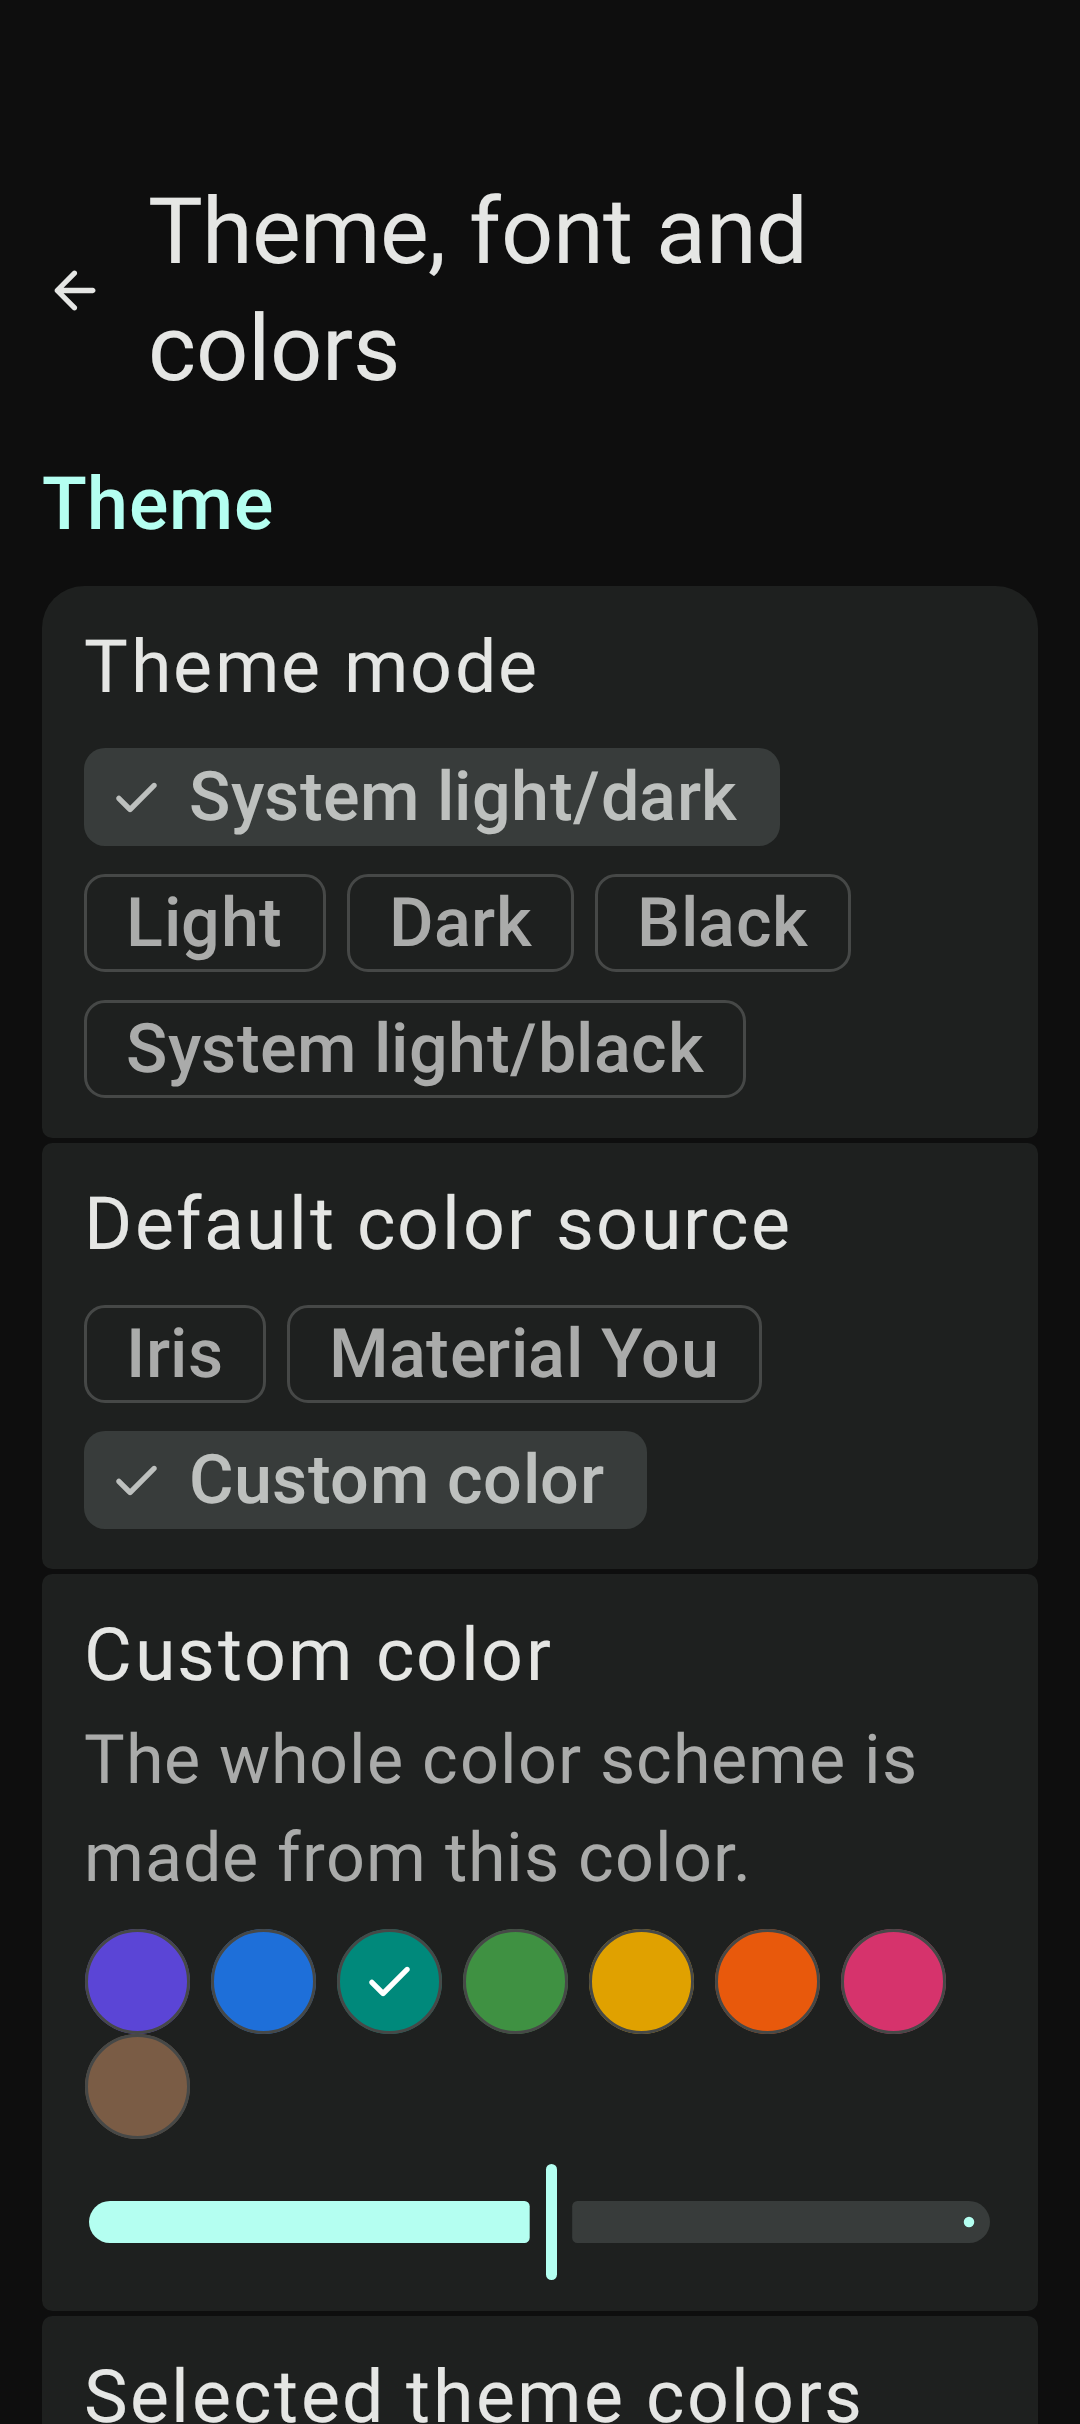 Theme, font and
colors
Theme
Theme mode
System light/dark
Light Dark Black
System light/black
Default color source
Iris Material You
Custom color
Custom color
The whole color scheme is
made from this color.
Selected theme colors